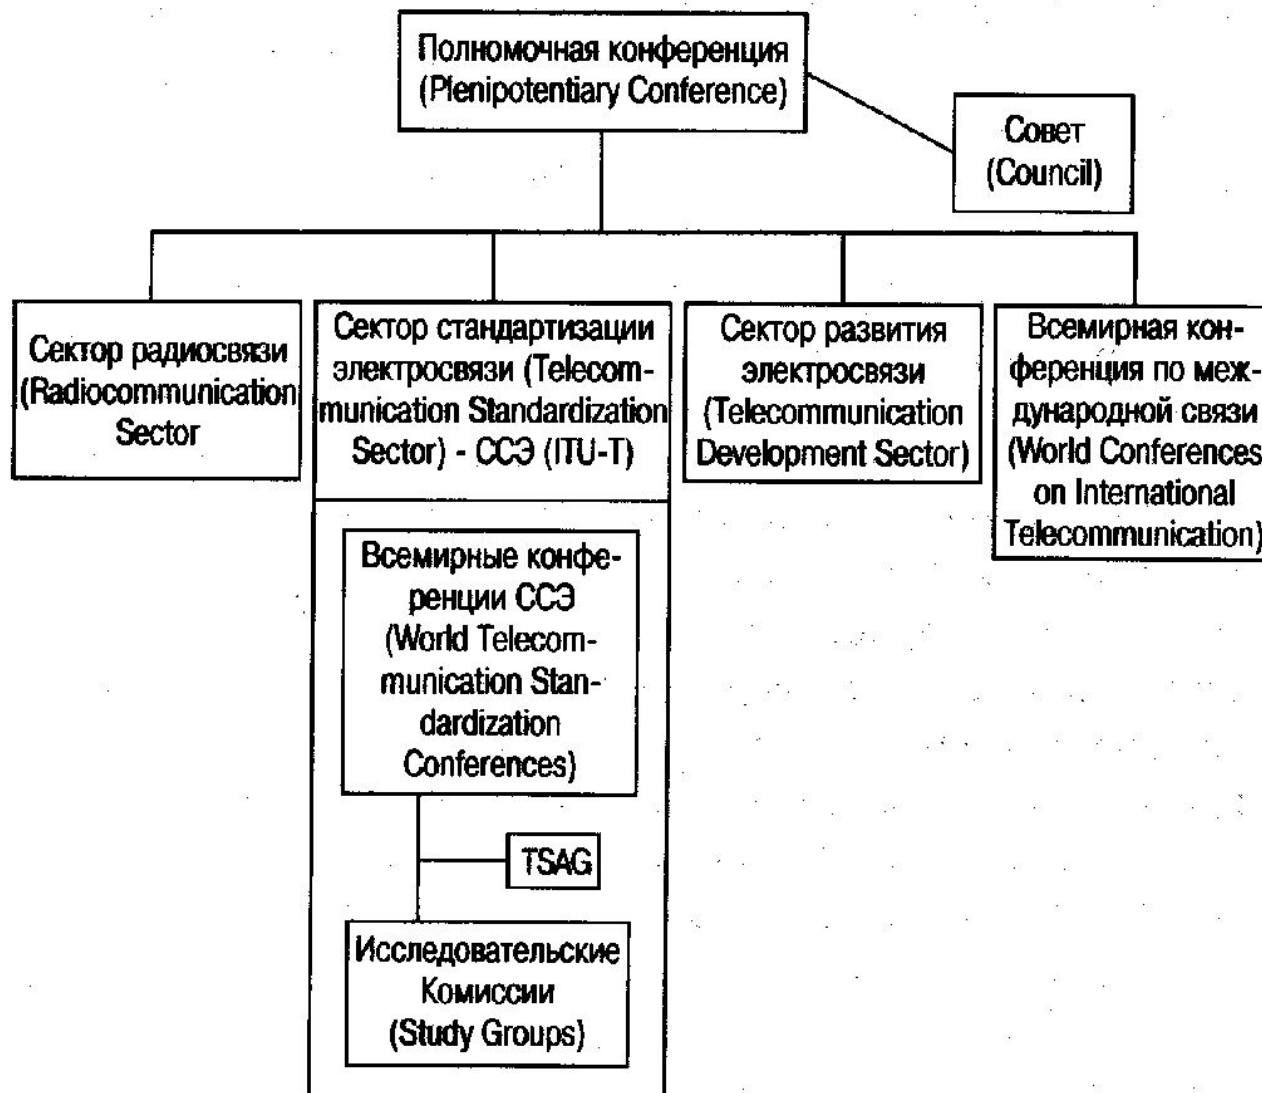 Полномочная конференция
(Plenipotentiary Conference)
Совет
(Council)
Сектор радиосвязи
(Radiocommunication
Sector
Сектор стандартизации
электросвязи (Telecom-
munication Standardization
Sector) - ССЭ (ITU-T)
Сектор развития
электросвязи
(Telecommunication
Development Sector)
Всемирная кон-
ференция по меж-
дународной связи
(World Conferences
on International
Telecommunication)
Всемирные конфе-
ренции ССЭ
(World Telecom-
munication Stan-
dardization
Conferences)
TSAG
Исследовательские
Комиссии
(Study Groups)